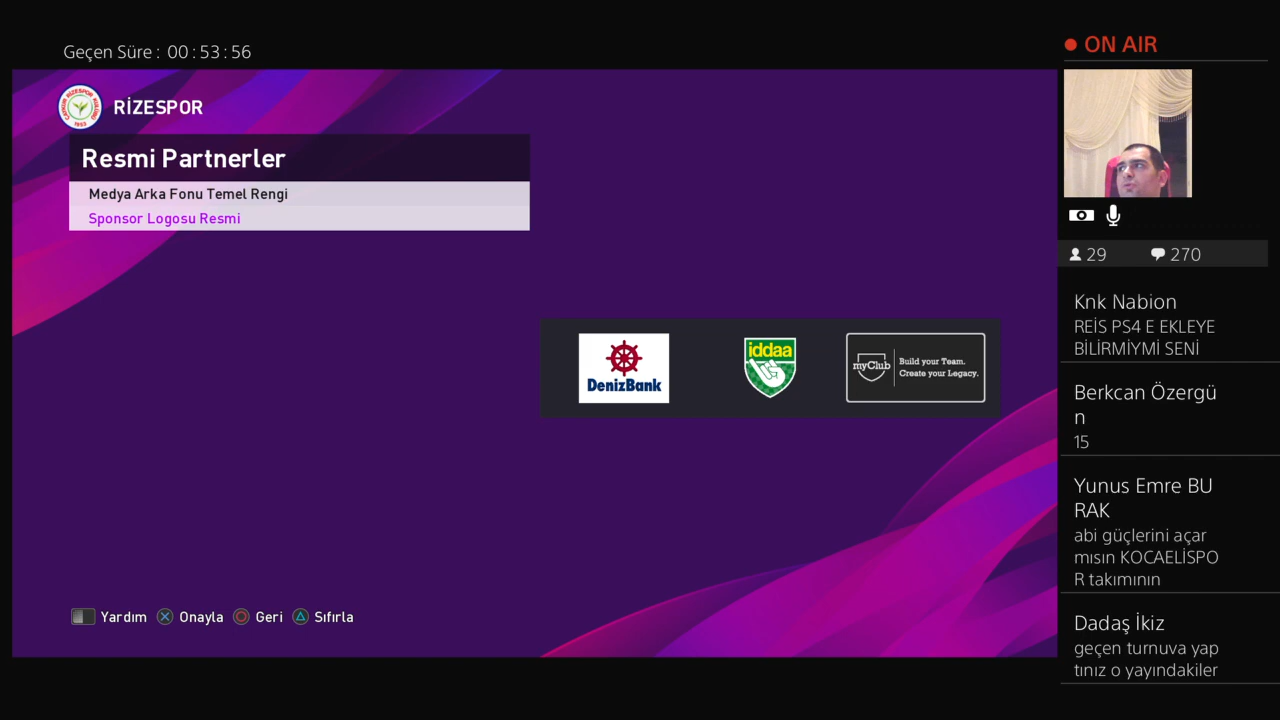 Geçen Süre : 00 : 53 : 56
ON AIR
RİZESPOR
Resmi Partnerler
Medya Arka Fonu Temel Rengi
Sponsor Logosu Resmi
DenizBank
iddaa
myClub
Build your Team.
Create your Legacy.
Yardım Onayla Geri Sıfırla
29 270
Knk Nabion
REİS PS4 E EKLEYE
BİLİRMİYMİ SENİ
Berkcan Özergü
n
15
Yunus Emre BU
RAK
abi güçlerini açar
mısın KOCAELİSPO
R takımının
Dadaş İkiz
geçen turnuva yap
tınız o yayındakiler